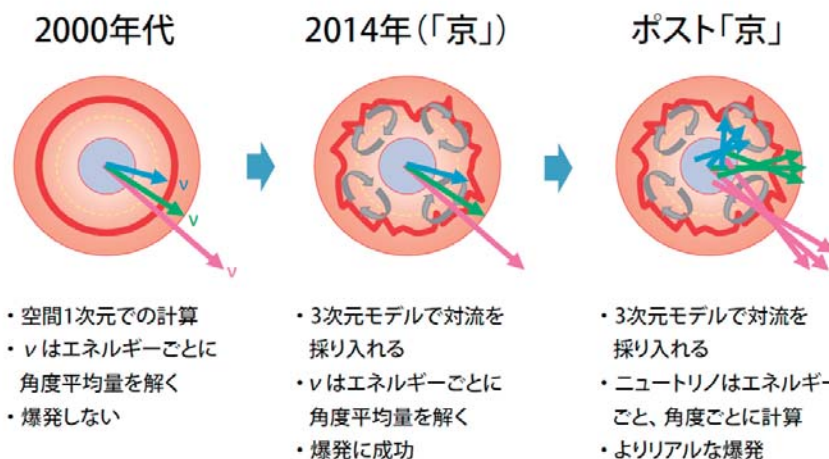 2000年代
2014年(「京」)
ポスト「京」
ν
ν
ν
・空間1次元での計算
・νはエネルギーごとに
角度平均量を解く
・爆発しない
・3次元モデルで対流を
採り入れる
・νはエネルギーごとに
角度平均量を解く
・爆発に成功
・3次元モデルで対流を
採り入れる
・ニュートリノはエネルギー
ごと、角度ごとに計算
・よりリアルな爆発